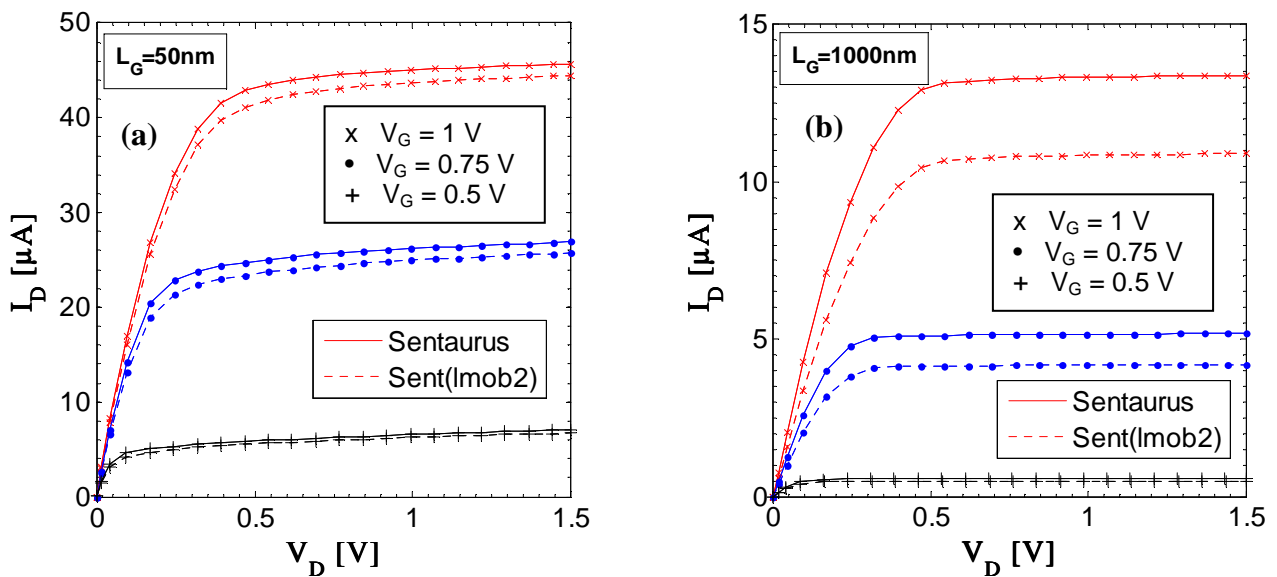 50
40
30
20
10
0
I_D [µA]
L_G=50nm
(a)
x V_G = 1 V
● V_G = 0.75 V
+ V_G = 0.5 V
Sentaurus
Sent(lmob2)
0 0.5 1 1.5
V_D [V]
15
10
5
0
I_D [µA]
L_G=1000nm
(b)
x V_G = 1 V
● V_G = 0.75 V
+ V_G = 0.5 V
Sentaurus
Sent(lmob2)
0 0.5 1 1.5
V_D [V]